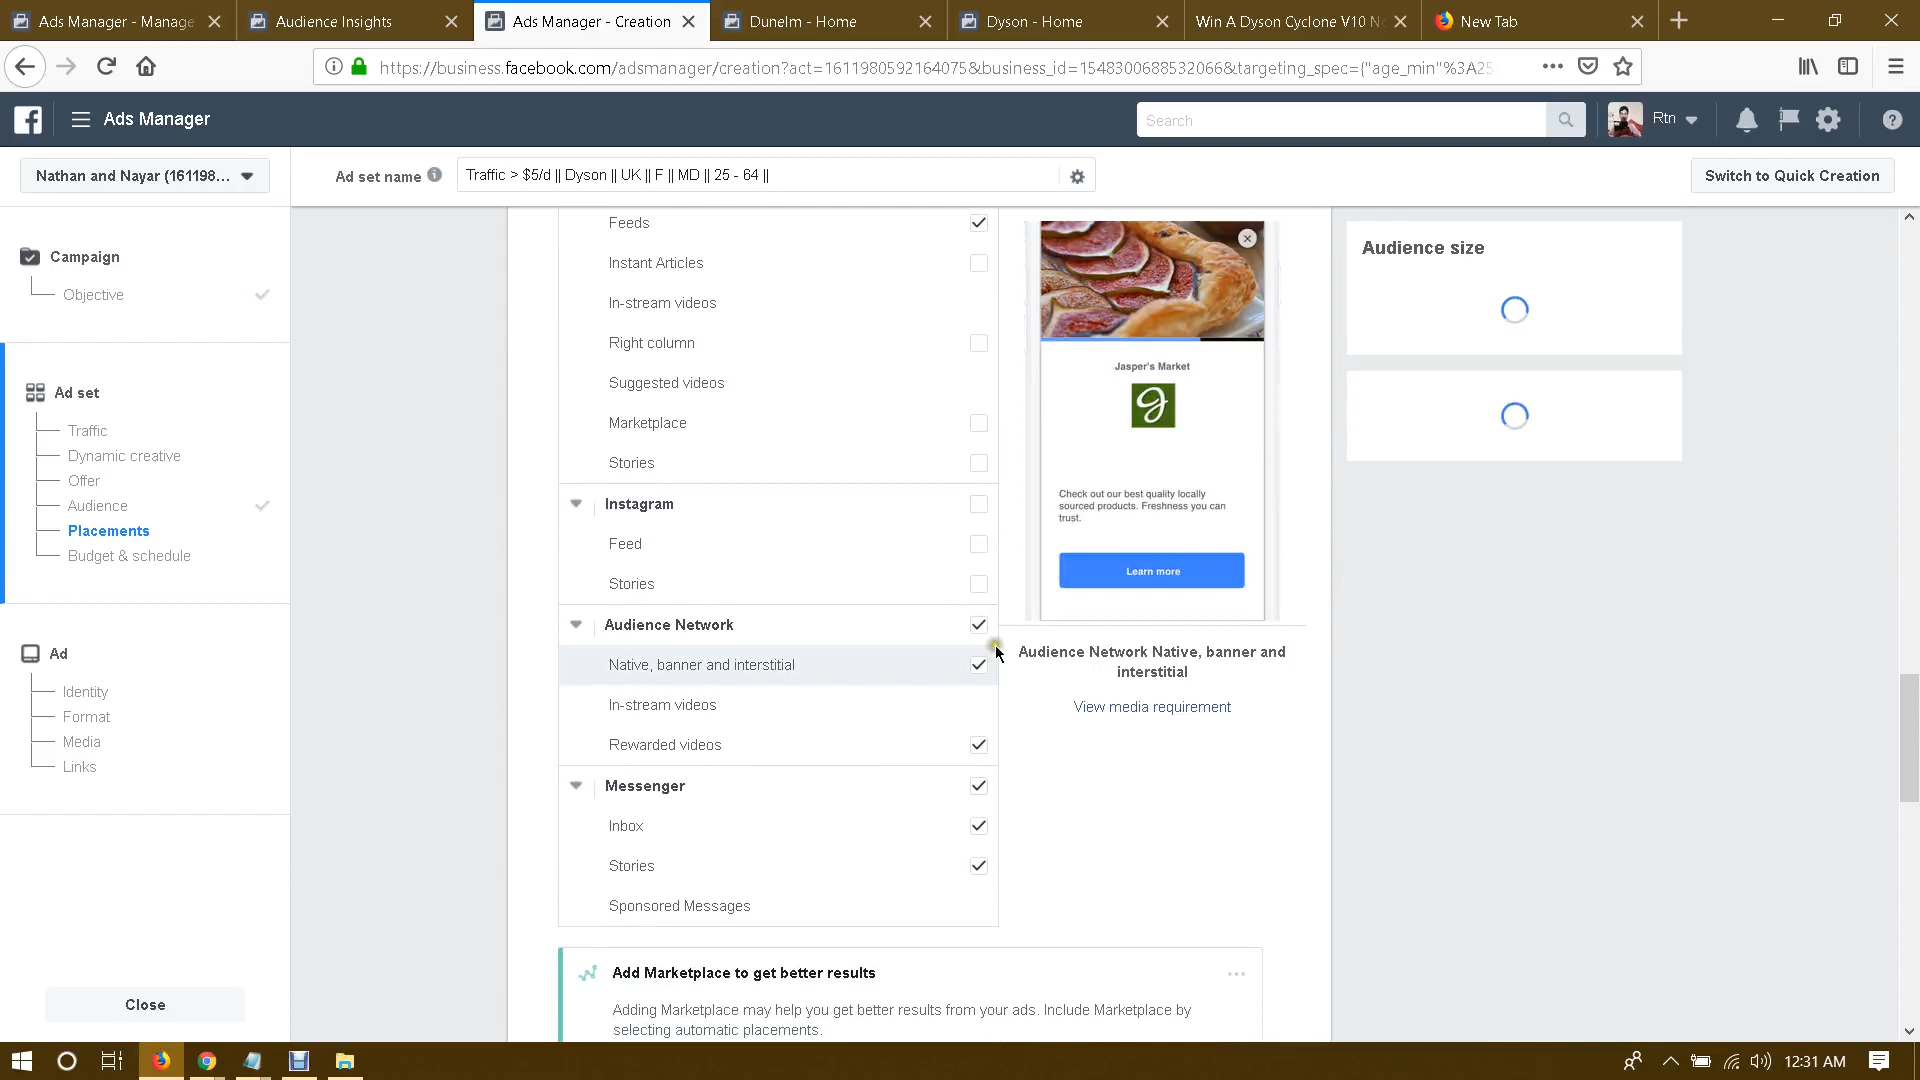 Ads Manager - Manage
Audience Insights
Ads Manager - Creation
Dunelm - Home
Dyson - Home
Win A Dyson Cyclone V10 No
New Tab
https://business.facebook.com/adsmanager/creation?act=1611980592164075&business_id=1548300688532066&targeting_spec={"age_min"%3A25
Ads Manager
Search
Rtn
Nathan and Nayar (161198...
Ad set name
Traffic > $5/d || Dyson || UK || F || MD || 25 - 64 ||
Switch to Quick Creation
Campaign
Objective
Ad set
Traffic
Dynamic creative
Offer
Audience
Placements
Budget & schedule
Ad
Identity
Format
Media
Links
Close
Feeds
Instant Articles
In-stream videos
Right column
Suggested videos
Marketplace
Stories
Instagram
Feed
Stories
Audience Network
Native, banner and interstitial
In-stream videos
Rewarded videos
Messenger
Inbox
Stories
Sponsored Messages
Jasper's Market
Check out our best quality locally
sourced products. Freshness you can
trust.
Learn more
Audience Network Native, banner and
interstitial
View media requirement
Audience size
Add Marketplace to get better results
Adding Marketplace may help you get better results from your ads. Include Marketplace by
selecting automatic placements.
12:31 AM